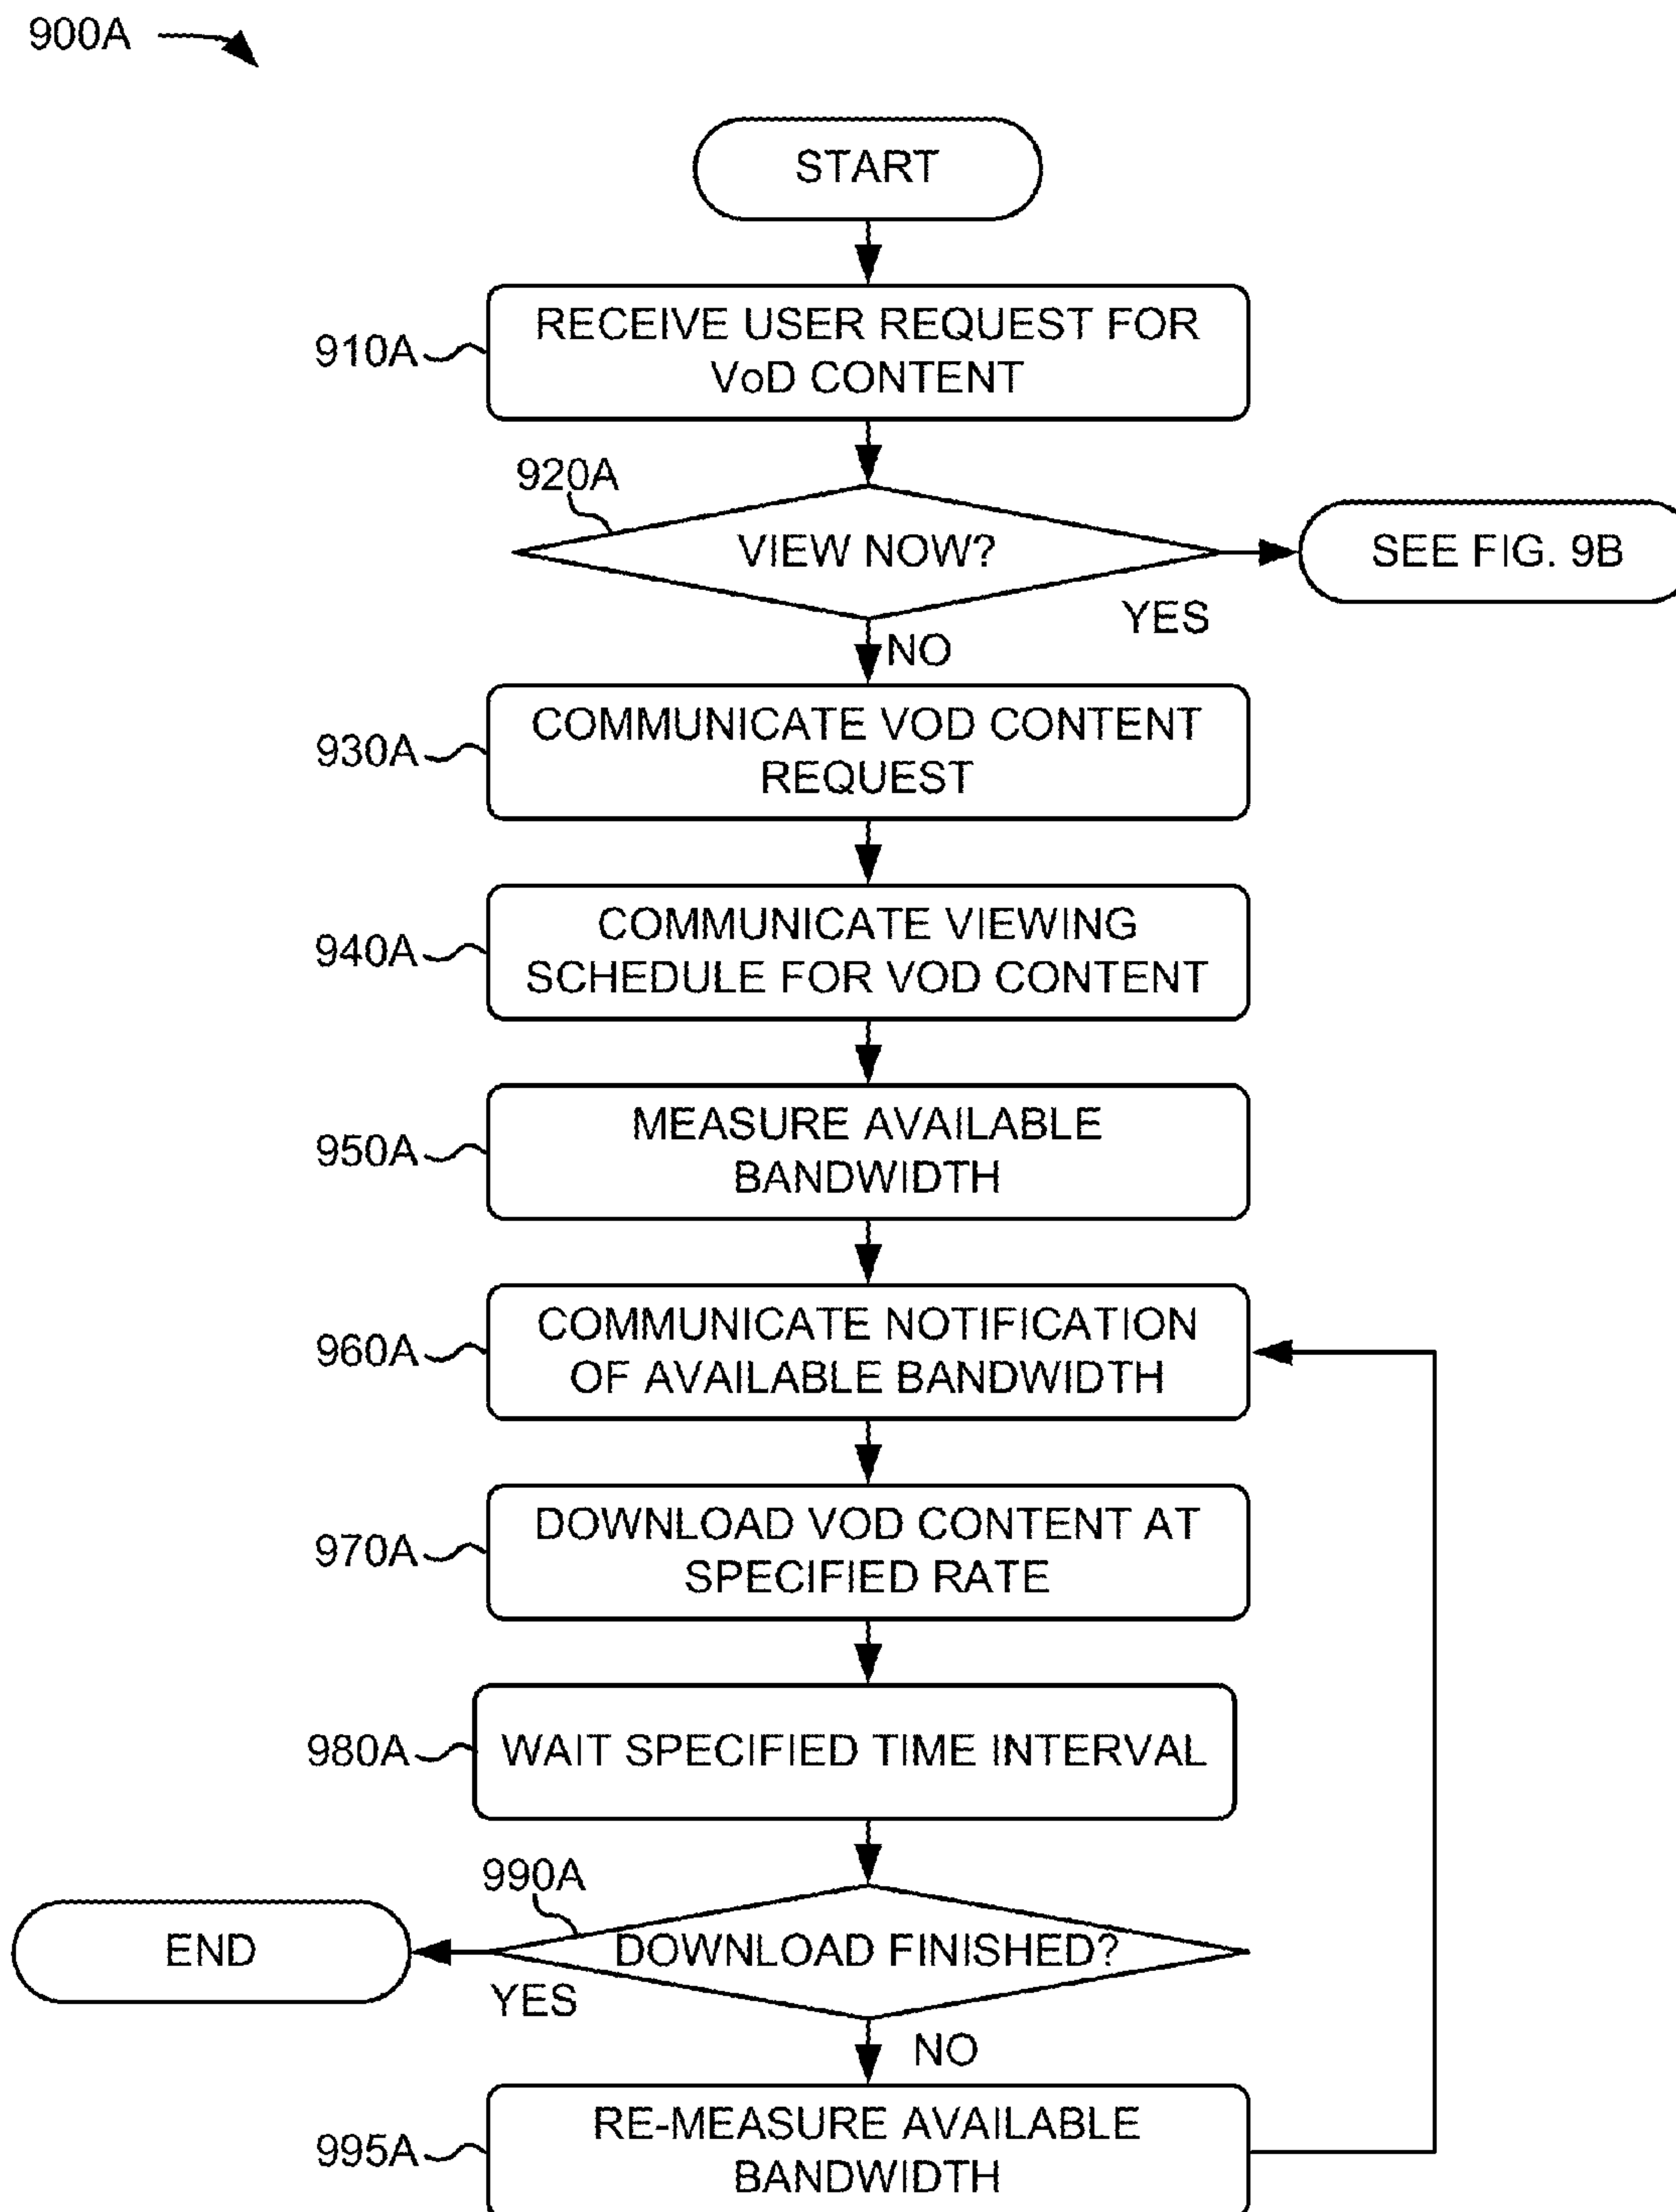 900A
START
910A
RECEIVE USER REQUEST FOR
VoD CONTENT
920A
VIEW NOW?
SEE FIG. 9B
YES
NO
930A
COMMUNICATE VOD CONTENT
REQUEST
940A
COMMUNICATE VIEWING
SCHEDULE FOR VOD CONTENT
950A
MEASURE AVAILABLE
BANDWIDTH
960A
COMMUNICATE NOTIFICATION
OF AVAILABLE BANDWIDTH
970A
DOWNLOAD VOD CONTENT AT
SPECIFIED RATE
980A
WAIT SPECIFIED TIME INTERVAL
990A
END
DOWNLOAD FINISHED?
YES
NO
995A
RE-MEASURE AVAILABLE
BANDWIDTH